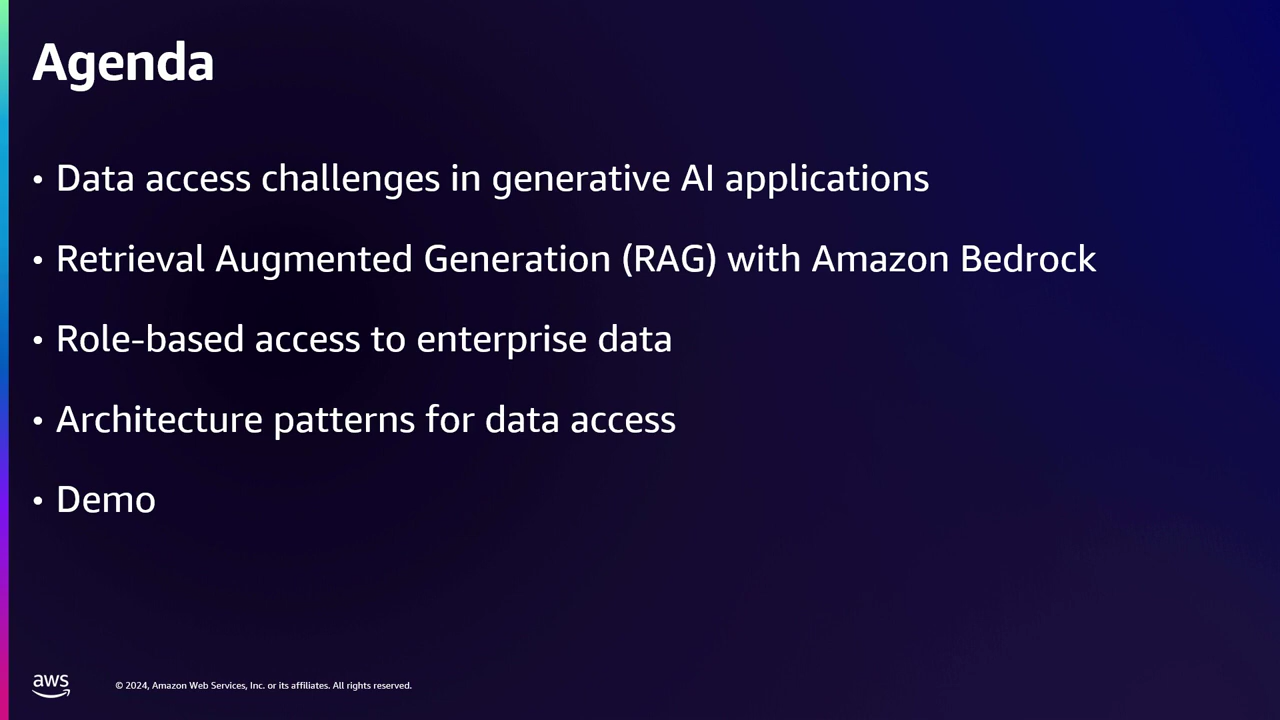 Agenda
• Data access challenges in generative AI applications
• Retrieval Augmented Generation (RAG) with Amazon Bedrock
• Role-based access to enterprise data
• Architecture patterns for data access
• Demo
aws
© 2024, Amazon Web Services, Inc. or its affiliates. All rights reserved.